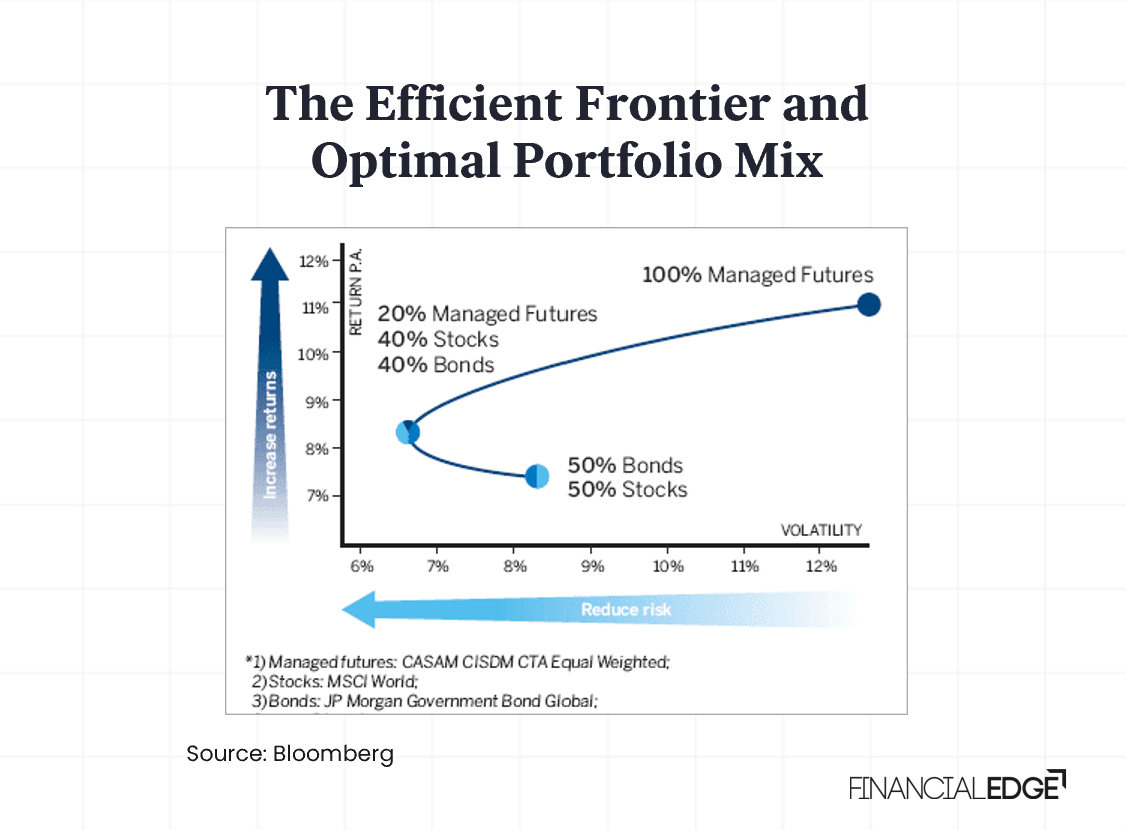 The Efficient Frontier and
Optimal Portfolio Mix
12%
11%
10%
9%
8%
7%
RETURN P.A.
Increase returns
100% Managed Futures
20% Managed Futures
40% Stocks
40% Bonds
50% Bonds
50% Stocks
VOLATILITY
6% 7% 8% 9% 10% 11% 12%
Reduce risk
*1) Managed futures: CASAM CISDM CTA Equal Weighted;
2) Stocks: MSCI World;
3) Bonds: JP Morgan Government Bond Global;
Source: Bloomberg
FINANCIALEDGE